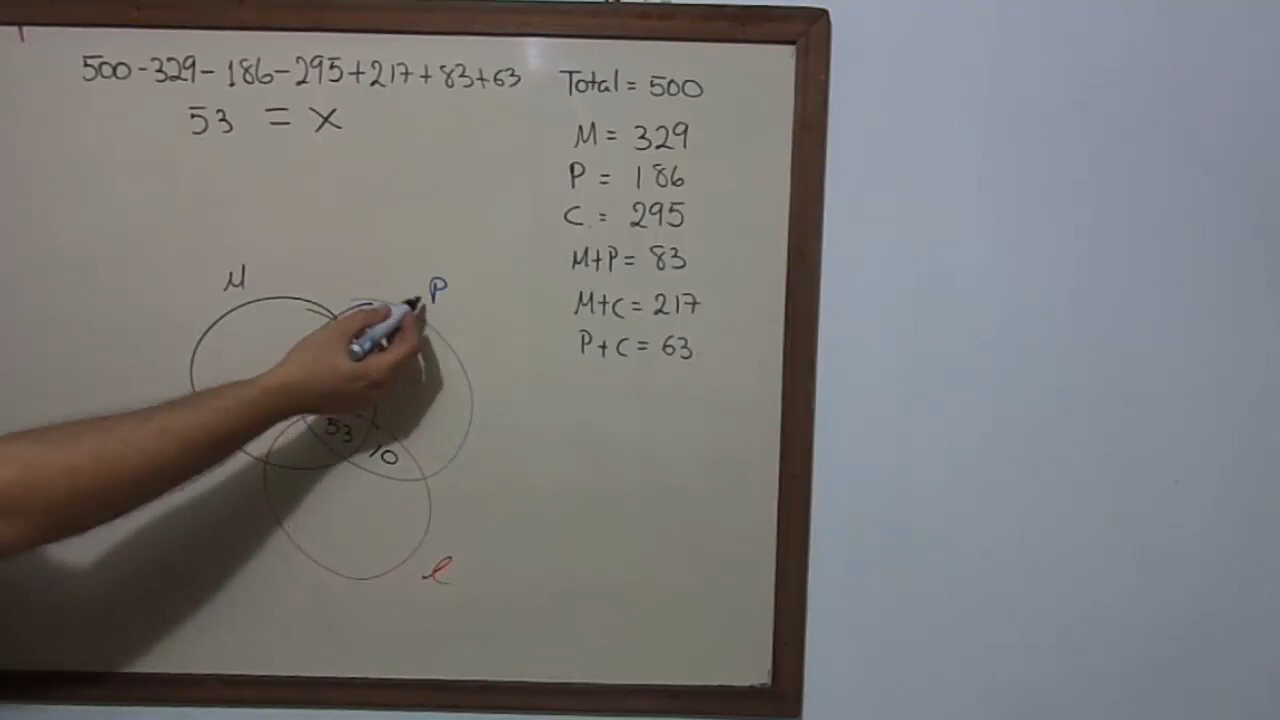 500-329-186-295+217+83+63
53 = x
Total = 500
M = 329
P = 186
C = 295
M+P = 83
M+C = 217
P+C = 63
M
P
53
10
C